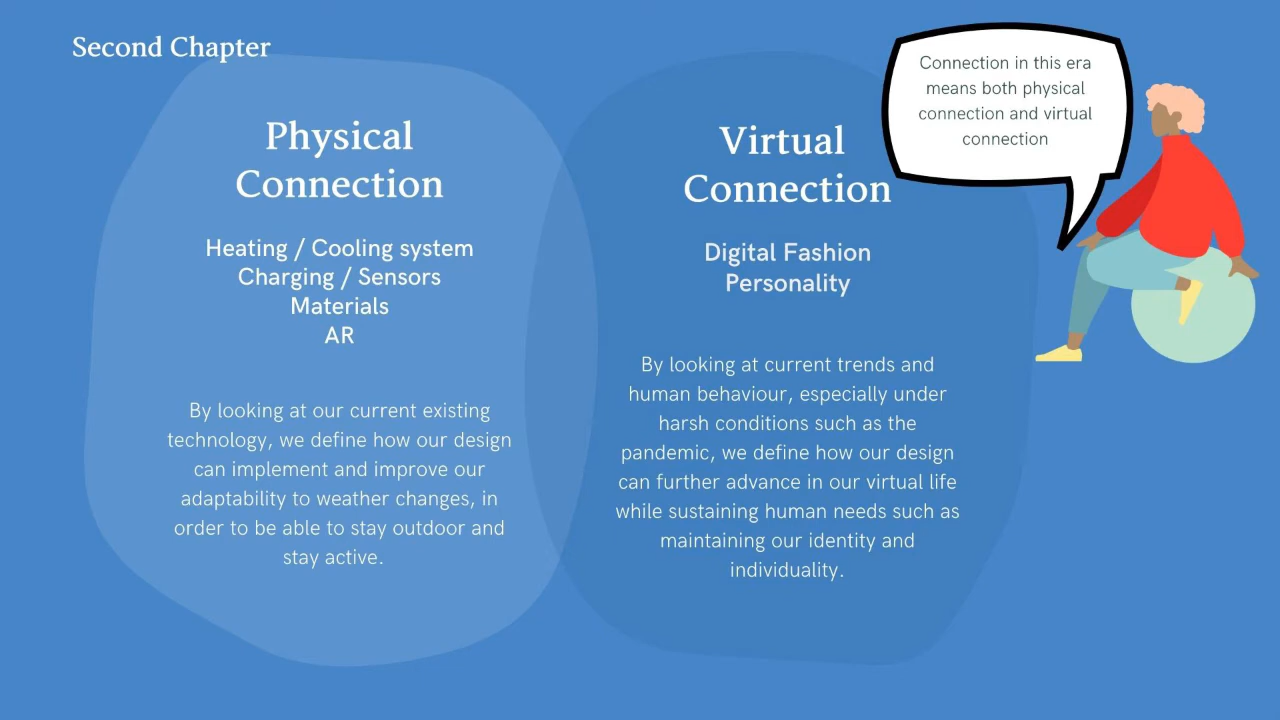 Second Chapter
Physical
Connection
Heating / Cooling system
Charging / Sensors
Materials
AR
By looking at our current existing
technology, we define how our design
can implement and improve our
adaptability to weather changes, in
order to be able to stay outdoor and
stay active.
Virtual
Connection
Digital Fashion
Personality
By looking at current trends and
human behaviour, especially under
harsh conditions such as the
pandemic, we define how our design
can further advance in our virtual life
while sustaining human needs such as
maintaining our identity and
individuality.
Connection in this era
means both physical
connection and virtual
connection